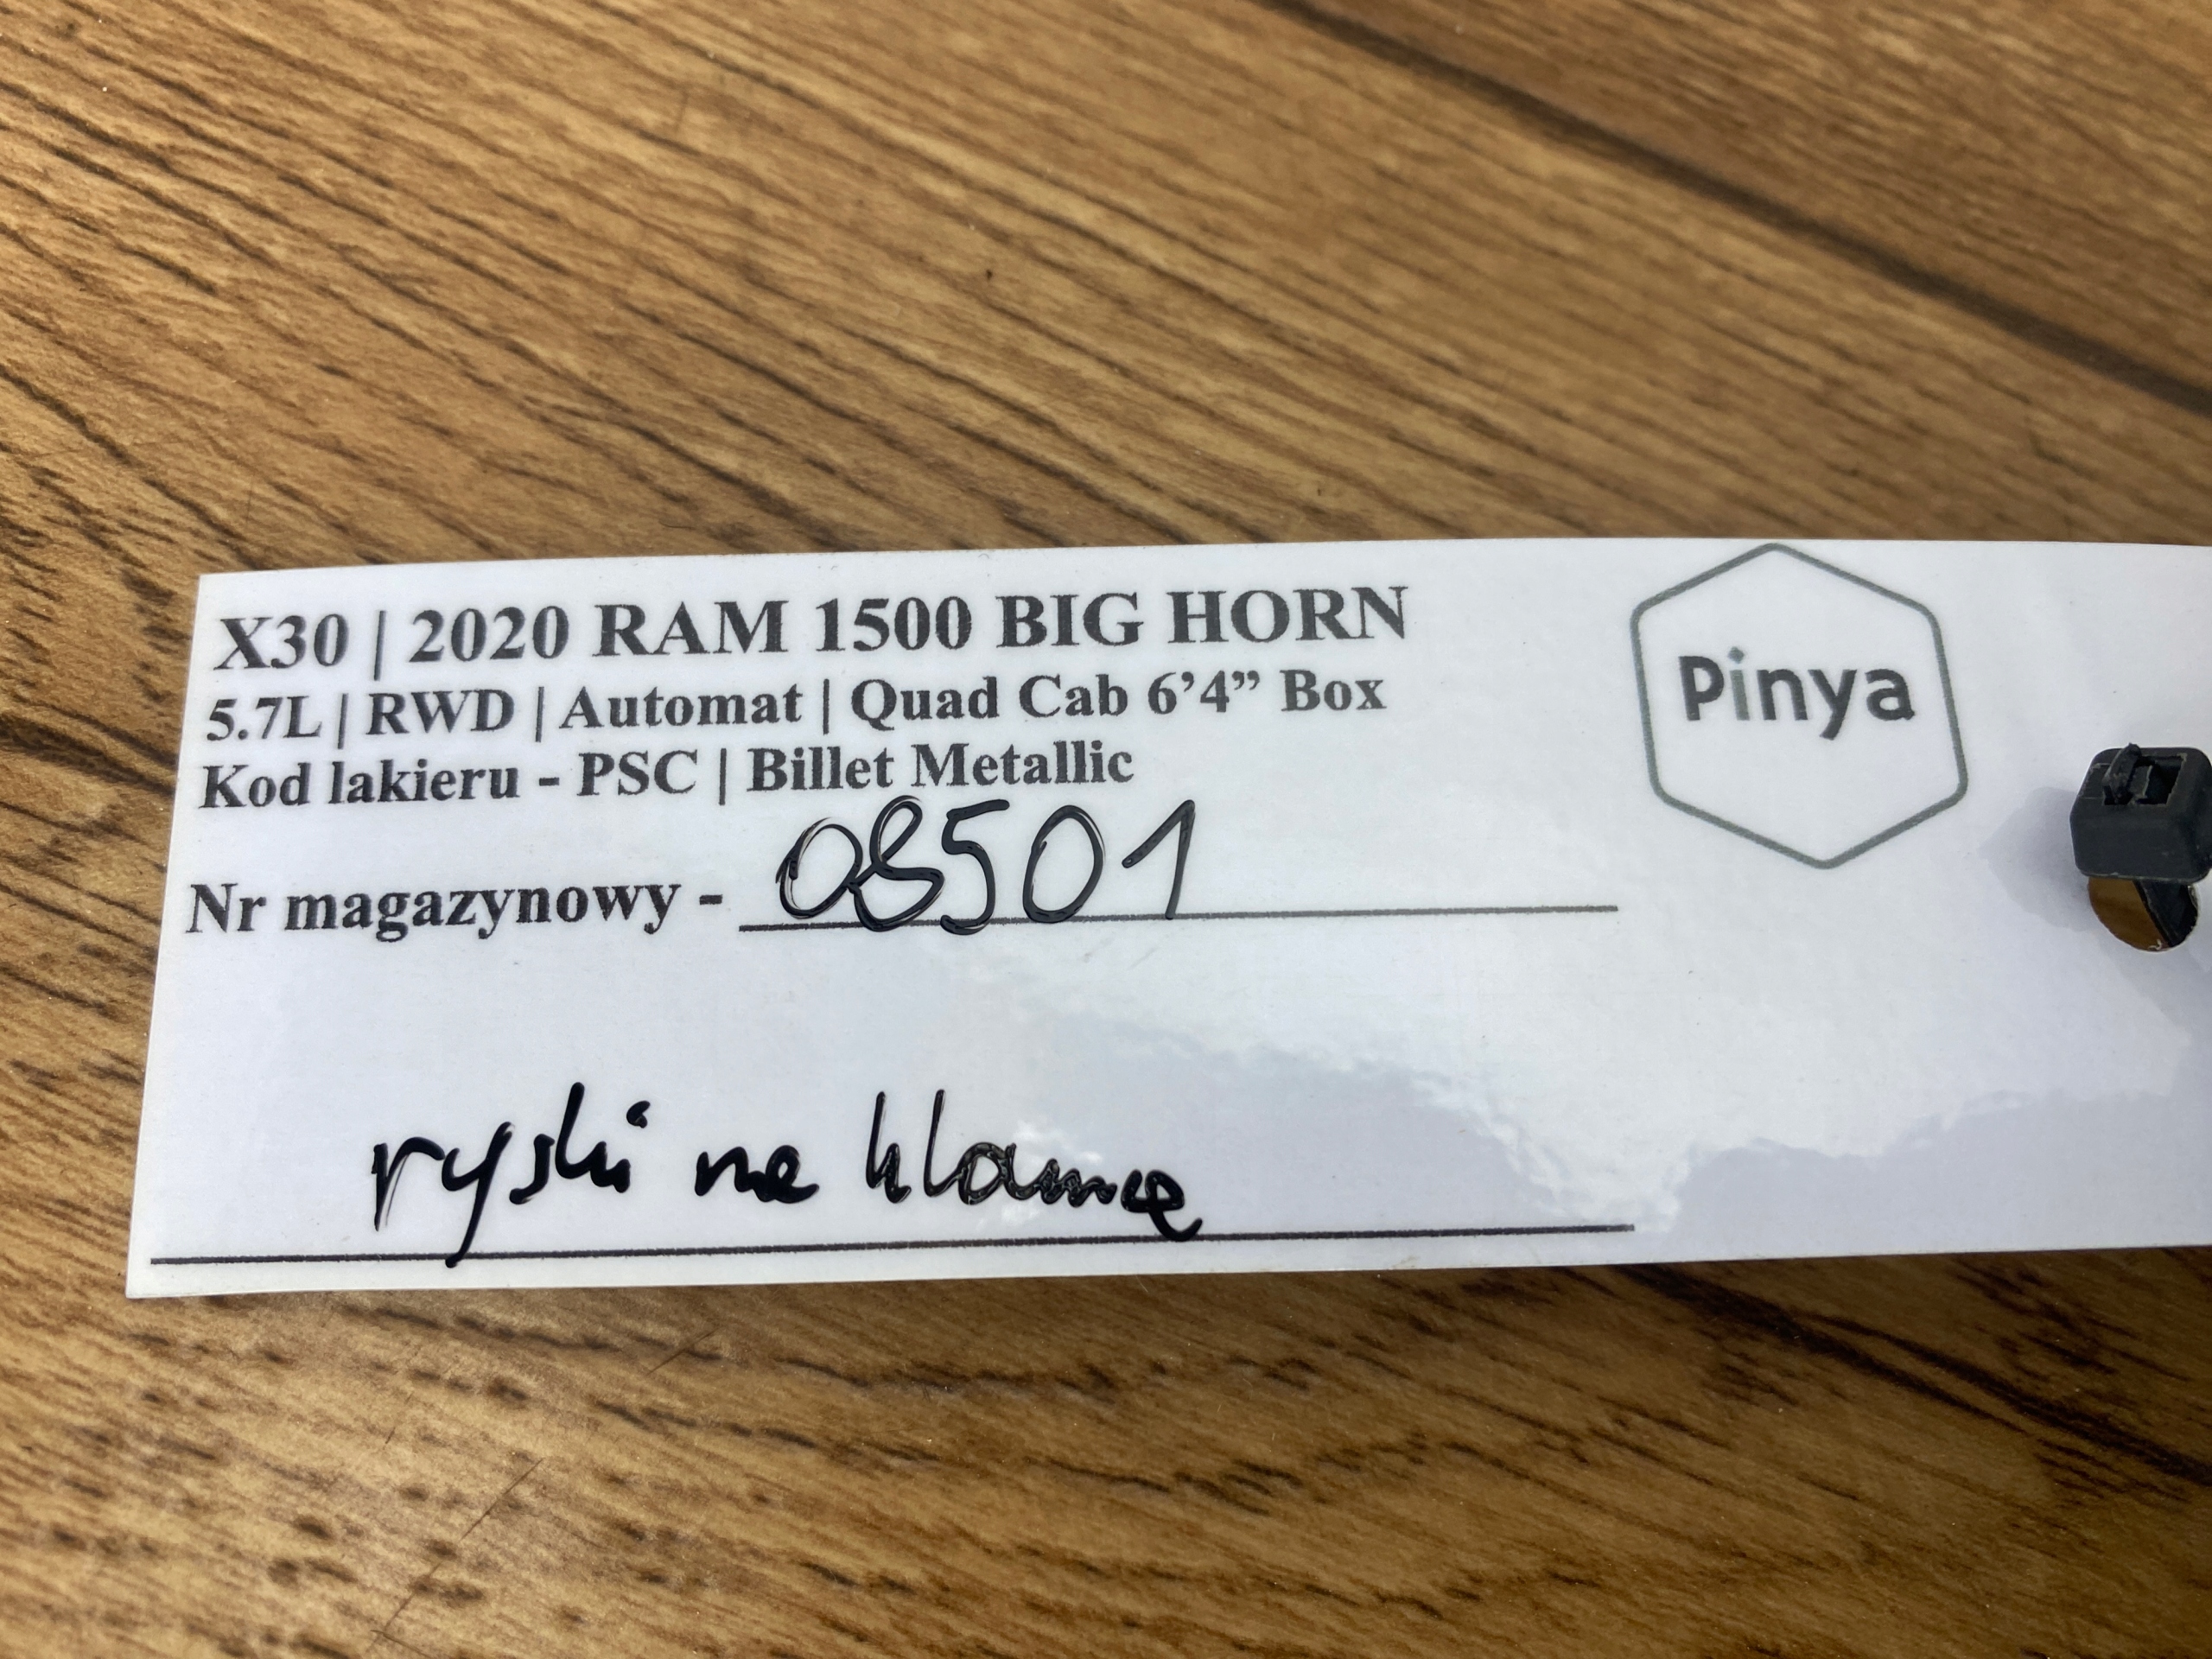 X30 | 2020 RAM 1500 BIG HORN
5.7L | RWD | Automat | Quad Cab 6’4” Box
Kod lakieru - PSC | Billet Metallic
Nr magazynowy - 08501
ryski na klamce
Pinya